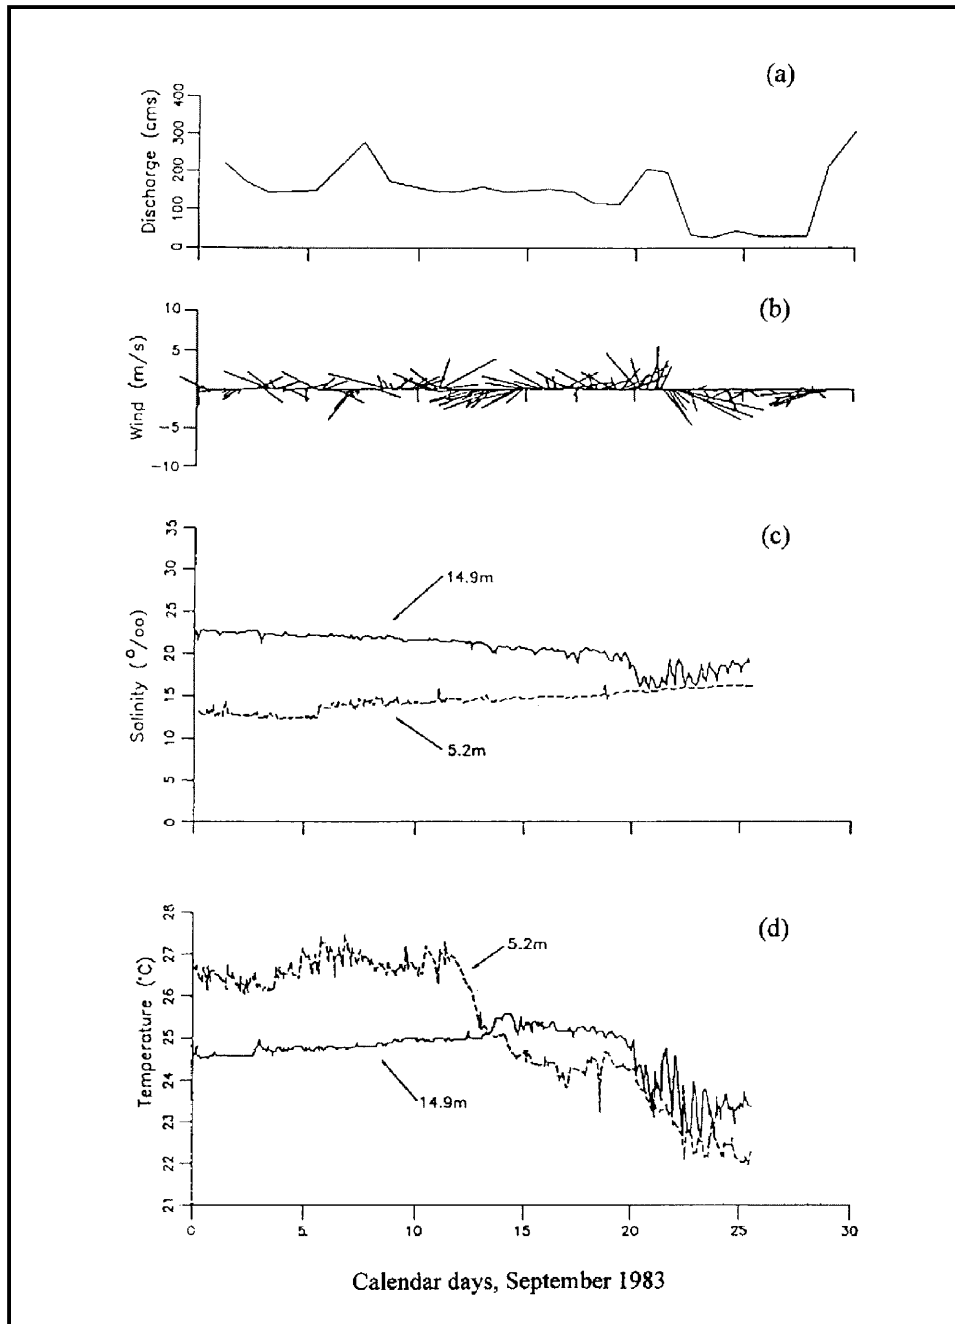 (a)
Discharge (cms)
400
300
200
100
0
(b)
Wind (m/s)
10
5
0
−5
−10
(c)
Salinity (°/oo)
35
30
25
20
15
10
5
0
14.9m
5.2m
(d)
Temperature (°C)
28
27
26
25
24
23
22
21
5.2m
14.9m
0 5 10 15 20 25 30
Calendar days, September 1983